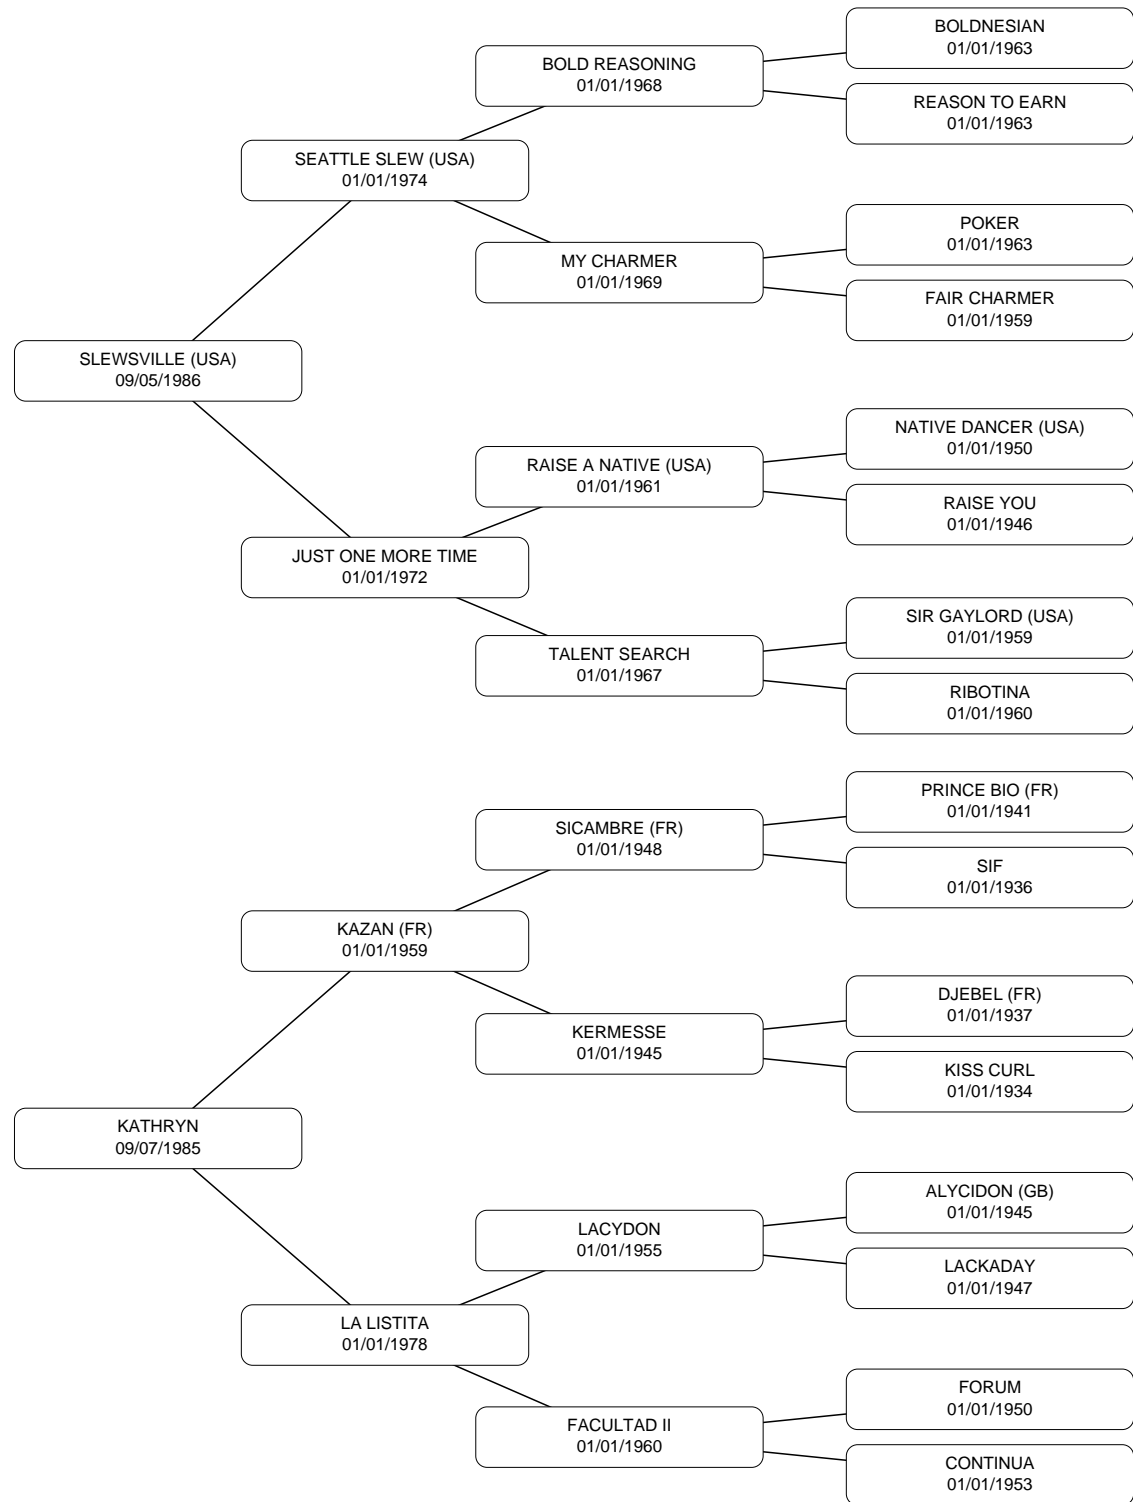 BOLDNESIAN
01/01/1963
BOLD REASONING
01/01/1968
REASON TO EARN
01/01/1963
SEATTLE SLEW (USA)
01/01/1974
POKER
01/01/1963
MY CHARMER
01/01/1969
FAIR CHARMER
01/01/1959
SLEWSVILLE (USA)
09/05/1986
NATIVE DANCER (USA)
01/01/1950
RAISE A NATIVE (USA)
01/01/1961
RAISE YOU
01/01/1946
JUST ONE MORE TIME
01/01/1972
SIR GAYLORD (USA)
01/01/1959
TALENT SEARCH
01/01/1967
RIBOTINA
01/01/1960
PRINCE BIO (FR)
01/01/1941
SICAMBRE (FR)
01/01/1948
SIF
01/01/1936
KAZAN (FR)
01/01/1959
DJEBEL (FR)
01/01/1937
KERMESSE
01/01/1945
KISS CURL
01/01/1934
KATHRYN
09/07/1985
ALYCIDON (GB)
01/01/1945
LACYDON
01/01/1955
LACKADAY
01/01/1947
LA LISTITA
01/01/1978
FORUM
01/01/1950
FACULTAD II
01/01/1960
CONTINUA
01/01/1953